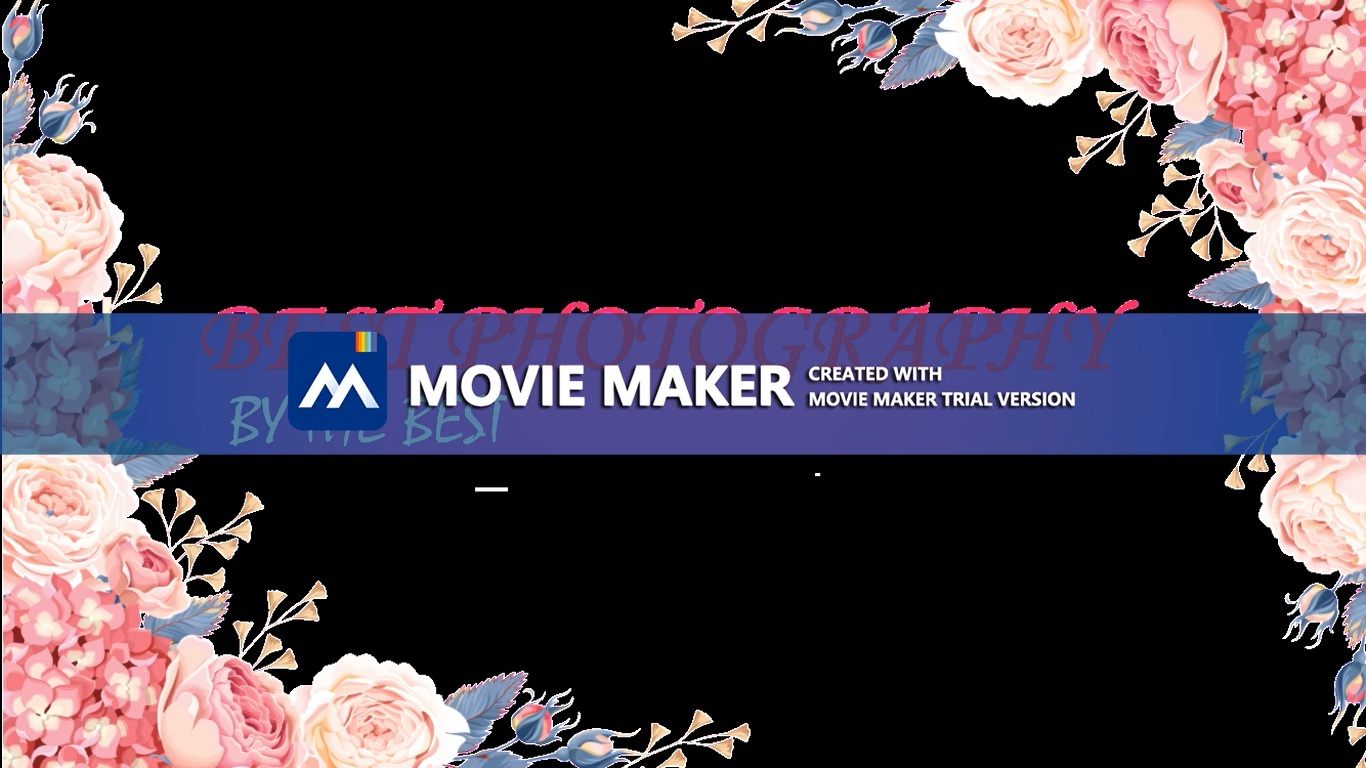 BEST PHOTOGRAPHY
MOVIE MAKER
CREATED WITH
MOVIE MAKER TRIAL VERSION
BY THE BEST